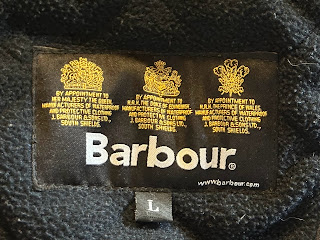 BY APPOINTMENT TO
HER MAJESTY THE QUEEN
MANUFACTURERS OF WATERPROOF
AND PROTECTIVE CLOTHING
J. BARBOUR & SONS LTD.,
SOUTH SHIELDS.
BY APPOINTMENT TO
H.R.H. THE DUKE OF EDINBURGH
MANUFACTURERS OF WATERPROOF
AND PROTECTIVE CLOTHING
J. BARBOUR & SONS LTD.,
SOUTH SHIELDS.
BY APPOINTMENT TO
H.R.H. THE PRINCE OF WALES
MANUFACTURERS OF WATERPROOF
AND PROTECTIVE CLOTHING
J. BARBOUR & SONS LTD.,
SOUTH SHIELDS.
Barbour®
www.barbour.com
L